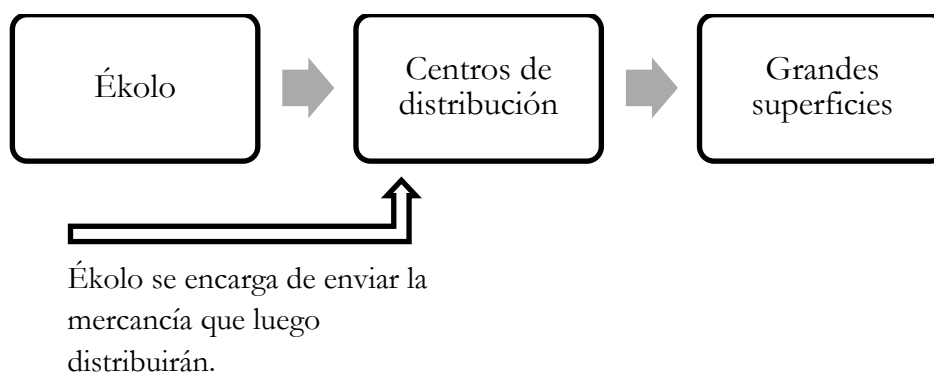 Ékolo
Centros de
distribución
Grandes
superficies
Ékolo se encarga de enviar la
mercancía que luego
distribuirán.